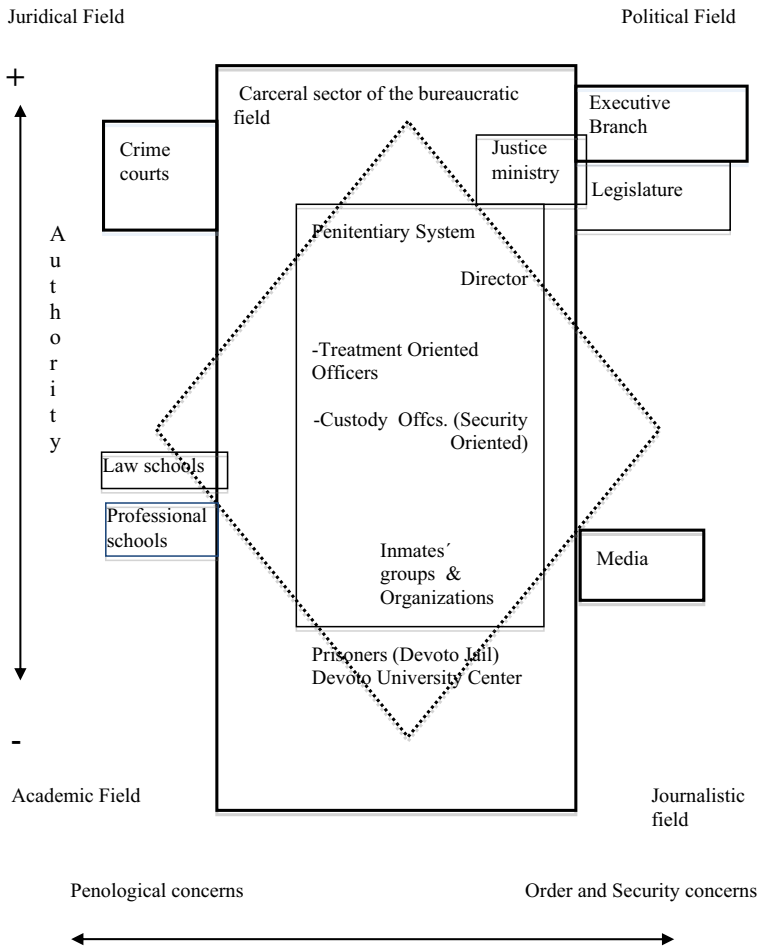 Juridical Field
Political Field
+
Carceral sector of the bureaucratic
field
Executive
Branch
Crime
courts
Justice
ministry
Legislature
Authority
Penitentiary System
Director
-Treatment Oriented
Officers
-Custody Offcs. (Security
Oriented)
Law schools
Professional
schools
Inmates´
groups &
Organizations
Media
Prisoners (Devoto Jail)
Devoto University Center
-
Academic Field
Journalistic
field
Penological concerns
Order and Security concerns